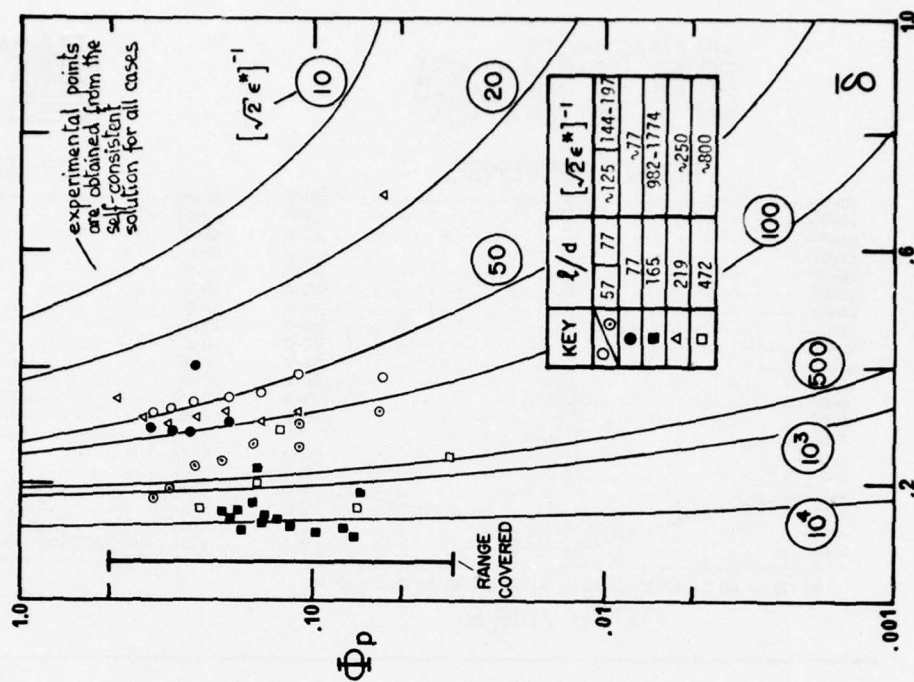 experimental points
are obtained from the
self-consistent
solution for all cases
[√2 ε*]⁻¹
10
20
50
100
500
10³
10⁴
KEY ℓ/d [√2 ε*]⁻¹
○/⊙ 57 77 ~125 144-197
● 77 ~77
■ 165 982-1774
△ 219 ~250
□ 472 ~800
RANGE
COVERED
Φp
1.0
.10
.01
.001
δ̄
.2
.6
1.0